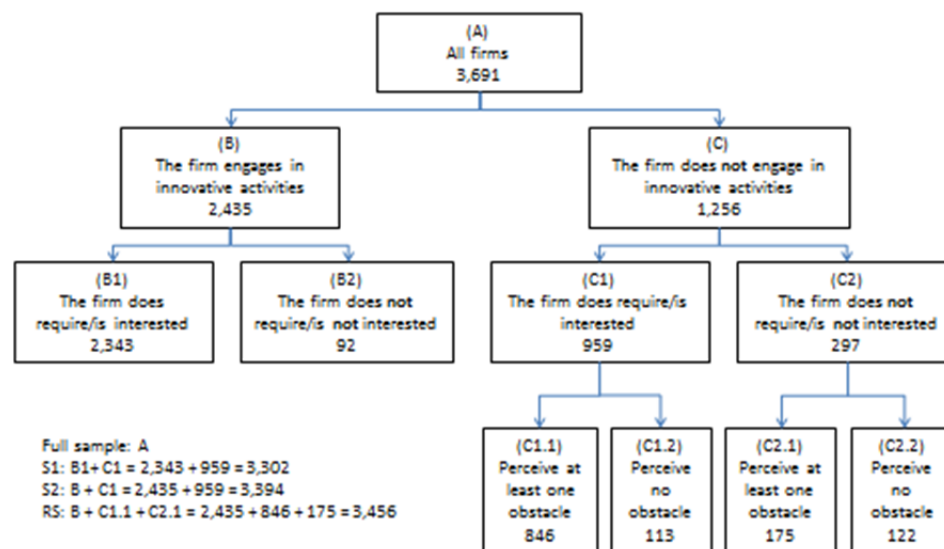 (A)
All firms
3,691
(B)
The firm engages in
innovative activities
2,435
(C)
The firm does not engage in
innovative activities
1,256
(B1)
The firm does
require/is interested
2,343
(B2)
The firm does not
require/is not interested
92
(C1)
The firm does require/is
interested
959
(C2)
The firm does not
require/is not interested
297
(C1.1)
Perceive at
least one
obstacle
846
(C1.2)
Perceive
no
obstacle
113
(C2.1)
Perceive at
least one
obstacle
175
(C2.2)
Perceive
no
obstacle
122
Full sample: A
S1: B1+ C1 = 2,343 + 959 = 3,302
S2: B + C1 = 2,435 + 959 = 3,394
RS: B + C1.1 + C2.1 = 2,435 + 846 + 175 = 3,456